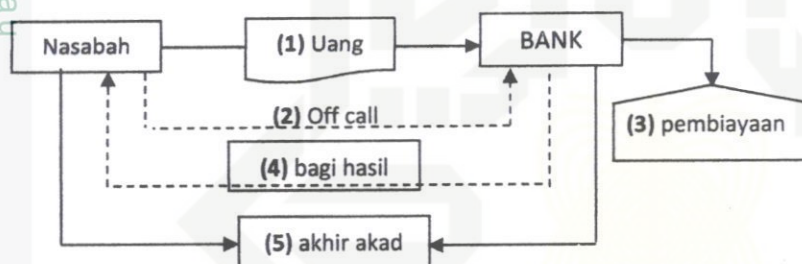 Nasabah
(1) Uang
BANK
(2) Off call
(3) pembiayaan
(4) bagi hasil
(5) akhir akad